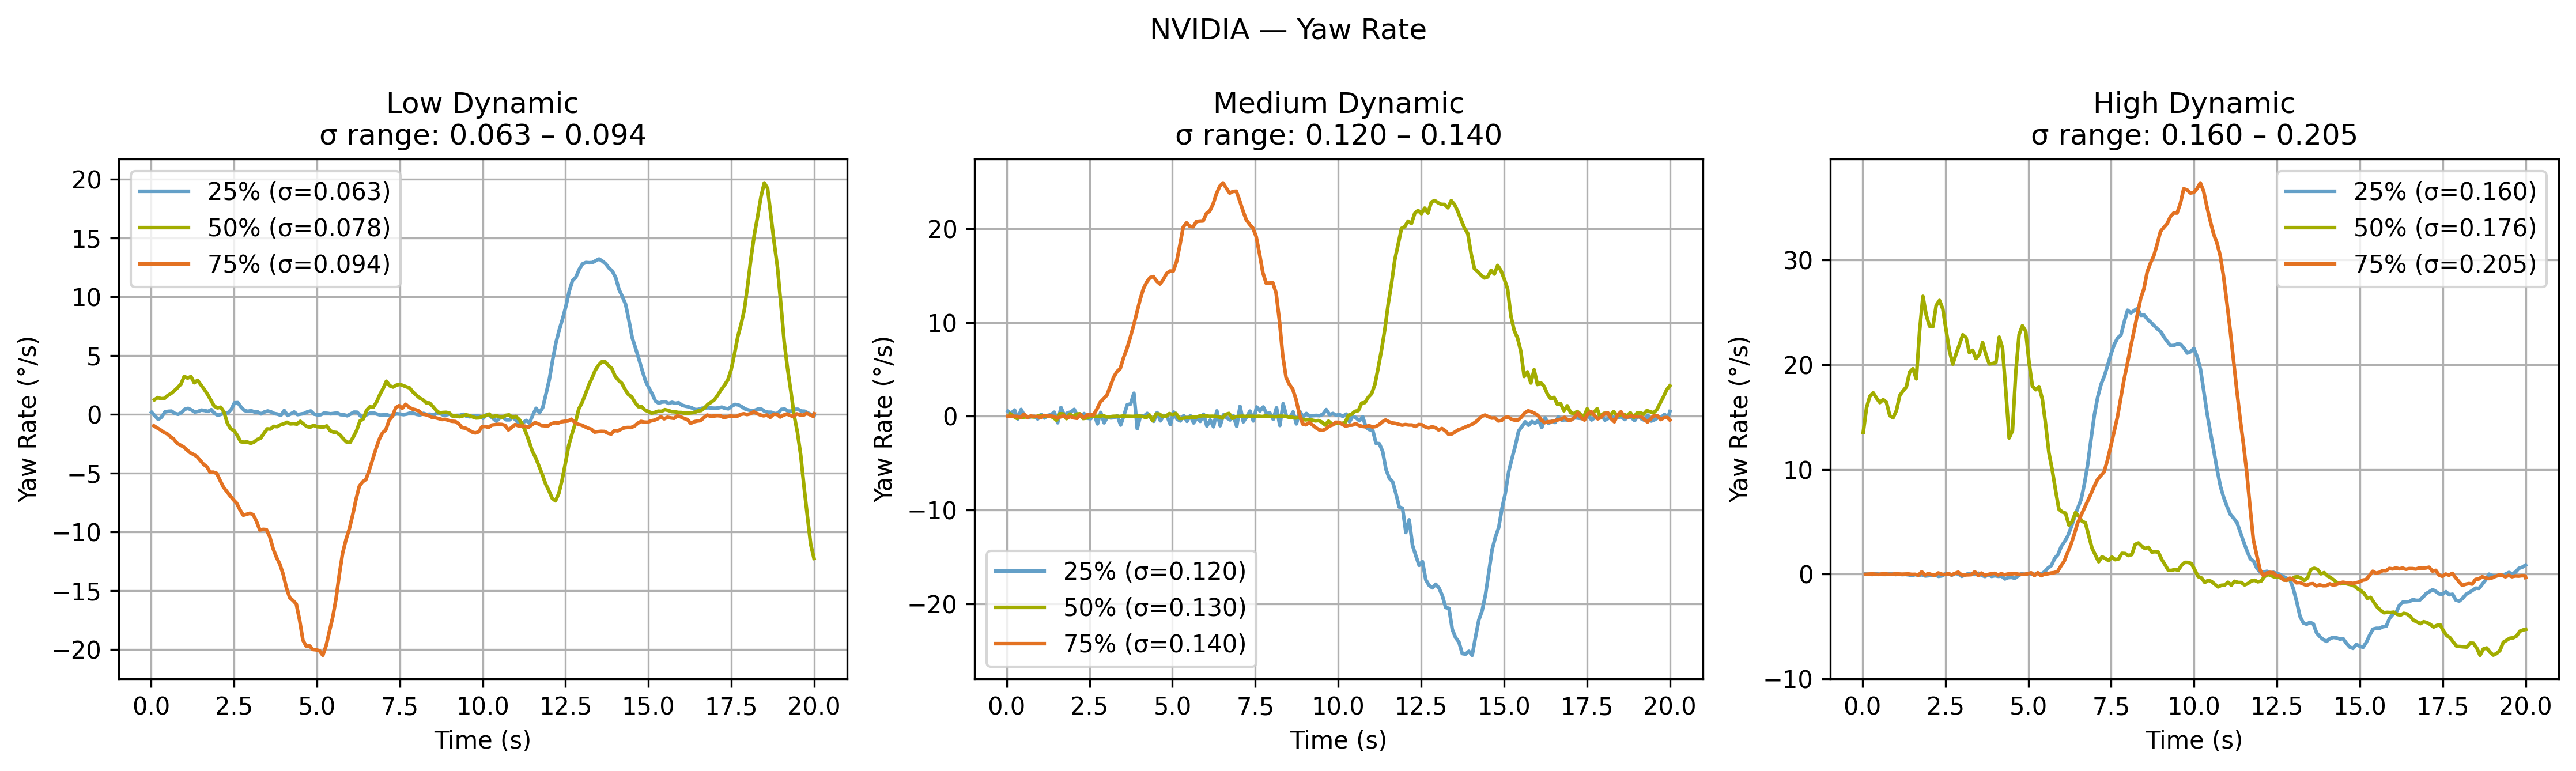 NVIDIA — Yaw Rate
Low Dynamic
σ range: 0.063 – 0.094
Yaw Rate (°/s)
20
15
10
5
0
−5
−10
−15
−20
25% (σ=0.063)
50% (σ=0.078)
75% (σ=0.094)
0.0 2.5 5.0 7.5 10.0 12.5 15.0 17.5 20.0
Time (s)
Medium Dynamic
σ range: 0.120 – 0.140
Yaw Rate (°/s)
20
10
0
−10
−20
25% (σ=0.120)
50% (σ=0.130)
75% (σ=0.140)
0.0 2.5 5.0 7.5 10.0 12.5 15.0 17.5 20.0
Time (s)
High Dynamic
σ range: 0.160 – 0.205
Yaw Rate (°/s)
30
20
10
0
−10
25% (σ=0.160)
50% (σ=0.176)
75% (σ=0.205)
0.0 2.5 5.0 7.5 10.0 12.5 15.0 17.5 20.0
Time (s)